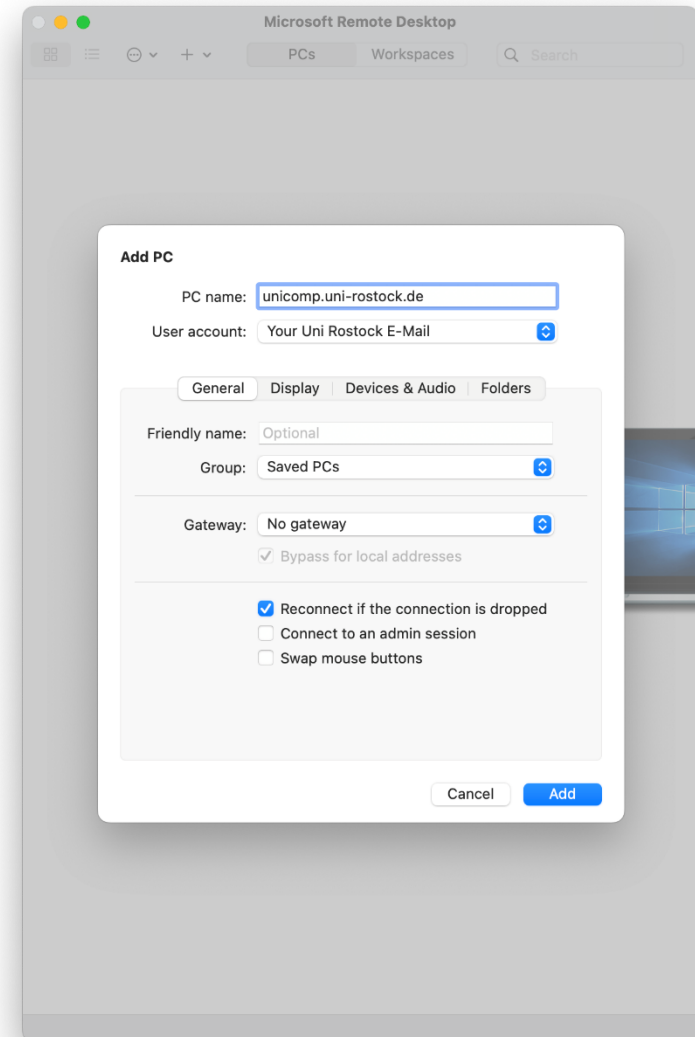 Microsoft Remote Desktop
PCs Workspaces Search
Add PC
PC name: unicomp.uni-rostock.de
User account: Your Uni Rostock E-Mail
General Display Devices & Audio Folders
Friendly name: Optional
Group: Saved PCs
Gateway: No gateway
Bypass for local addresses
Reconnect if the connection is dropped
Connect to an admin session
Swap mouse buttons
Cancel Add